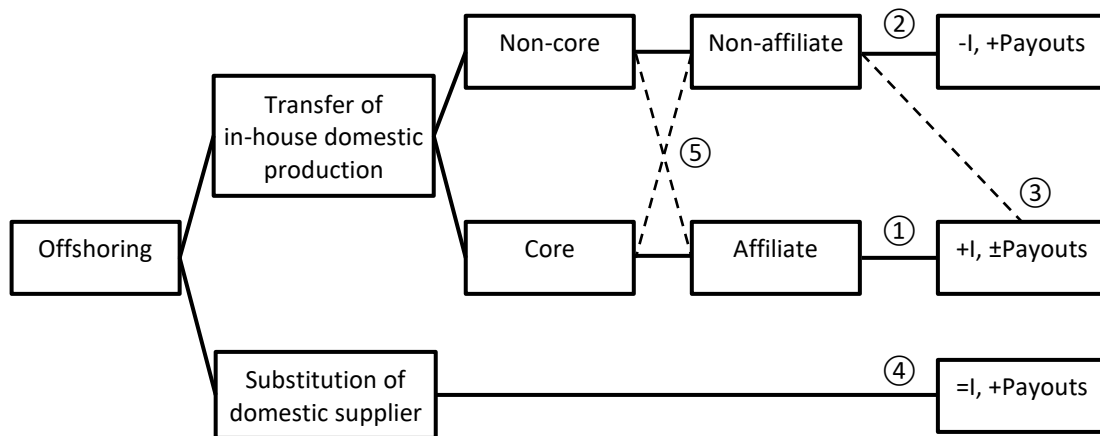 ②
Non-core
Non-affiliate
-I, +Payouts
Transfer of
in-house domestic
production
⑤
③
①
Offshoring
Core
Affiliate
+I, ±Payouts
④
Substitution of
domestic supplier
=I, +Payouts